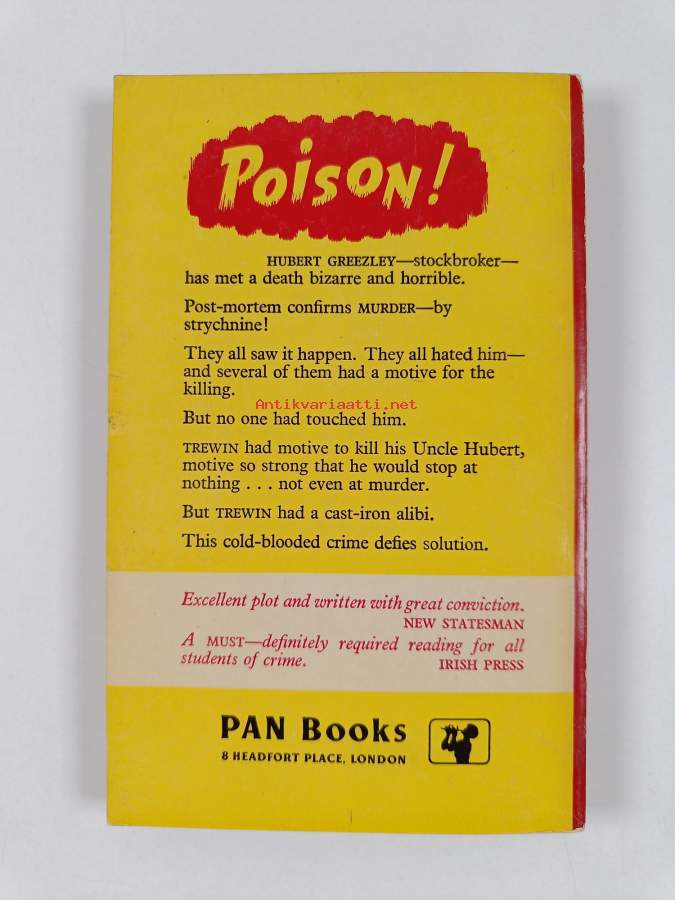 Poison!
HUBERT GREEZLEY—stockbroker—
has met a death bizarre and horrible.
Post-mortem confirms MURDER—by
strychnine!
They all saw it happen. They all hated him—
and several of them had a motive for the
killing.
Antikvariaatti.net
But no one had touched him.
TREWIN had motive to kill his Uncle Hubert,
motive so strong that he would stop at
nothing . . . not even at murder.
But TREWIN had a cast-iron alibi.
This cold-blooded crime defies solution.
Excellent plot and written with great conviction.
NEW STATESMAN
A MUST—definitely required reading for all
students of crime. IRISH PRESS
PAN Books
8 HEADFORT PLACE, LONDON